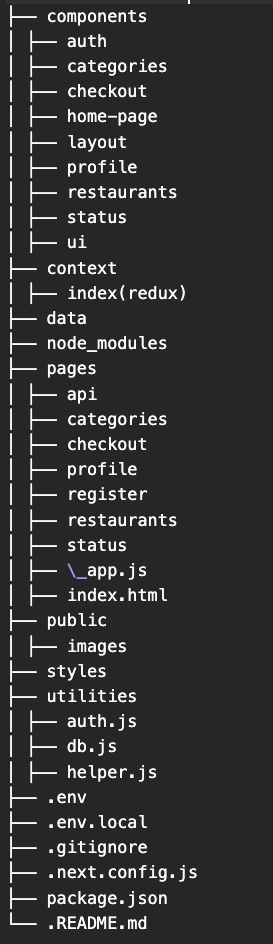 ├── components
│ ├── auth
│ ├── categories
│ ├── checkout
│ ├── home-page
│ ├── layout
│ ├── profile
│ ├── restaurants
│ ├── status
│ ├── ui
├── context
│ ├── index(redux)
├── data
├── node_modules
├── pages
│ ├── api
│ ├── categories
│ ├── checkout
│ ├── profile
│ ├── register
│ ├── restaurants
│ ├── status
│ ├── \_app.js
│ ├── index.html
├── public
│ ├── images
├── styles
├── utilities
│ ├── auth.js
│ ├── db.js
│ ├── helper.js
├── .env
├── .env.local
├── .gitignore
├── .next.config.js
├── package.json
└── .README.md